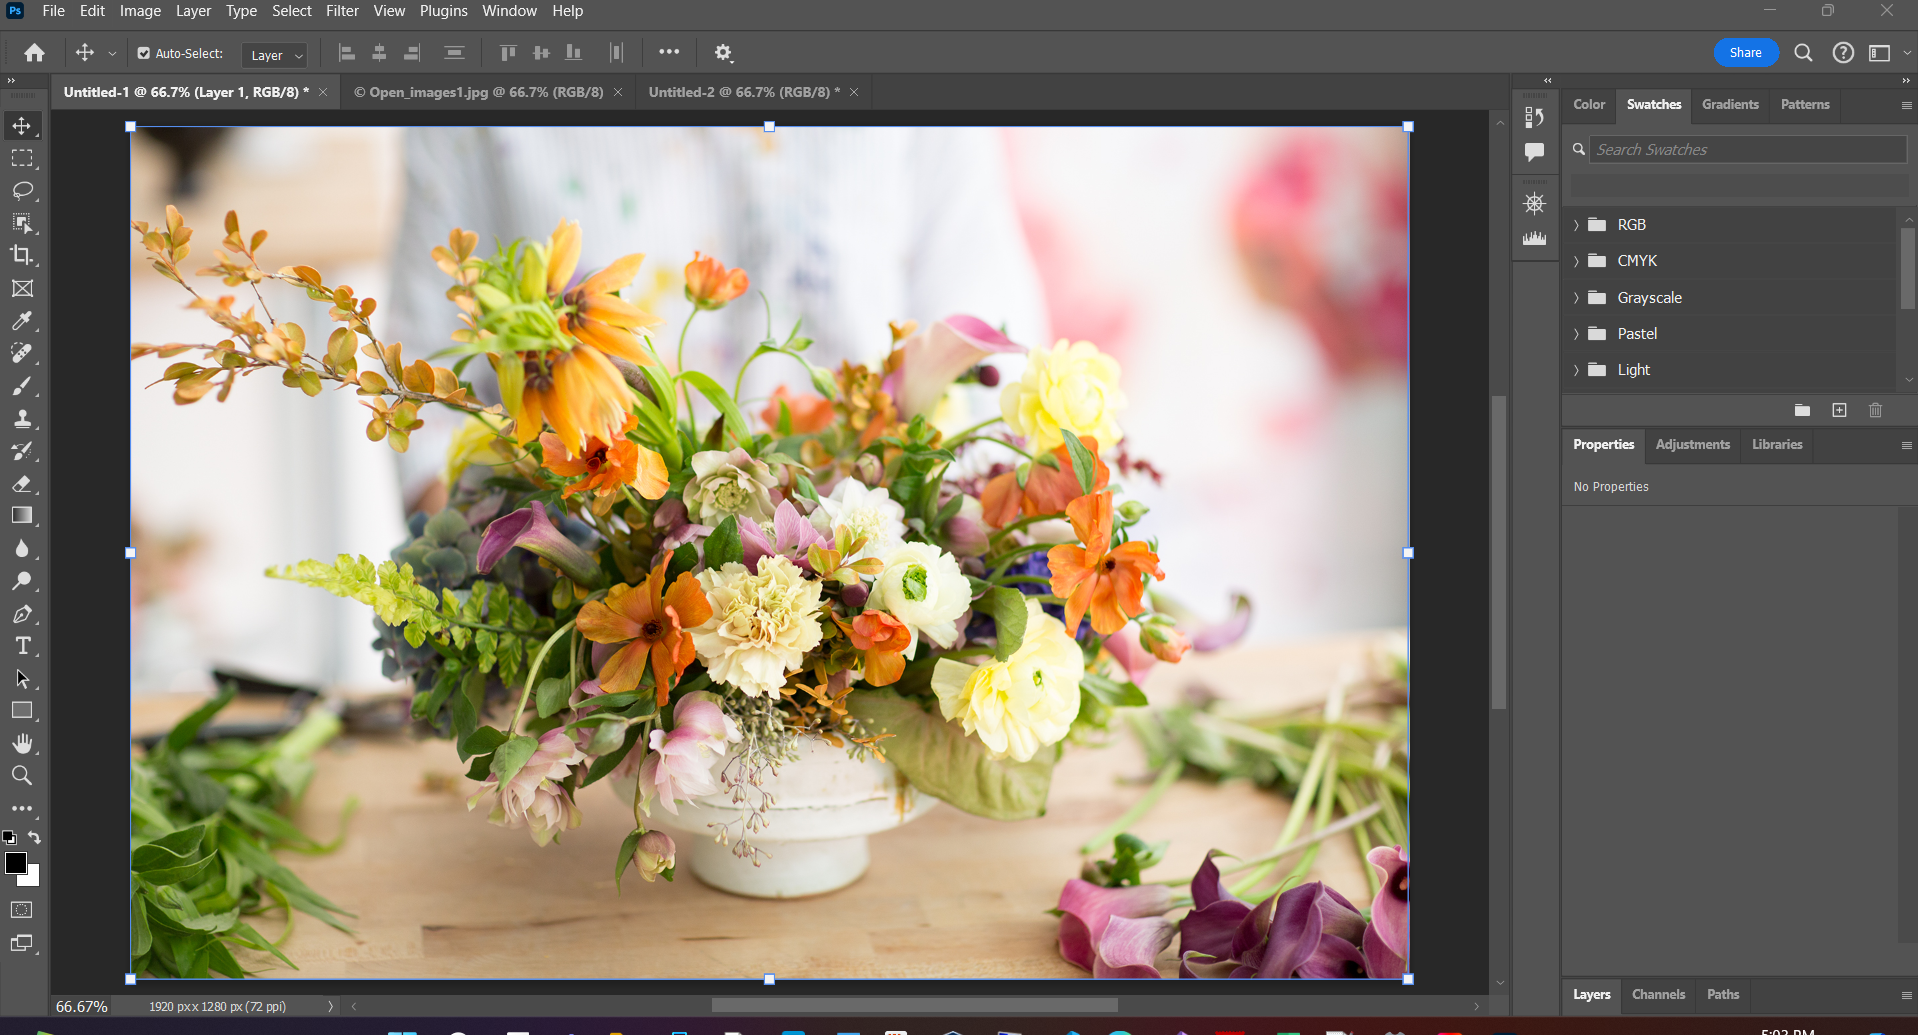 Ps File Edit Image Layer Type Select Filter View Plugins Window Help
Auto-Select: Layer Share
Untitled-1 @ 66.7% (Layer 1, RGB/8) * © Open_images1.jpg @ 66.7% (RGB/8) Untitled-2 @ 66.7% (RGB/8) *
Color Swatches Gradients Patterns
Search Swatches
RGB
CMYK
Grayscale
Pastel
Light
Properties Adjustments Libraries
No Properties
Layers Channels Paths
66.67% 1920 px x 1280 px (72 ppi)
5:03 PM